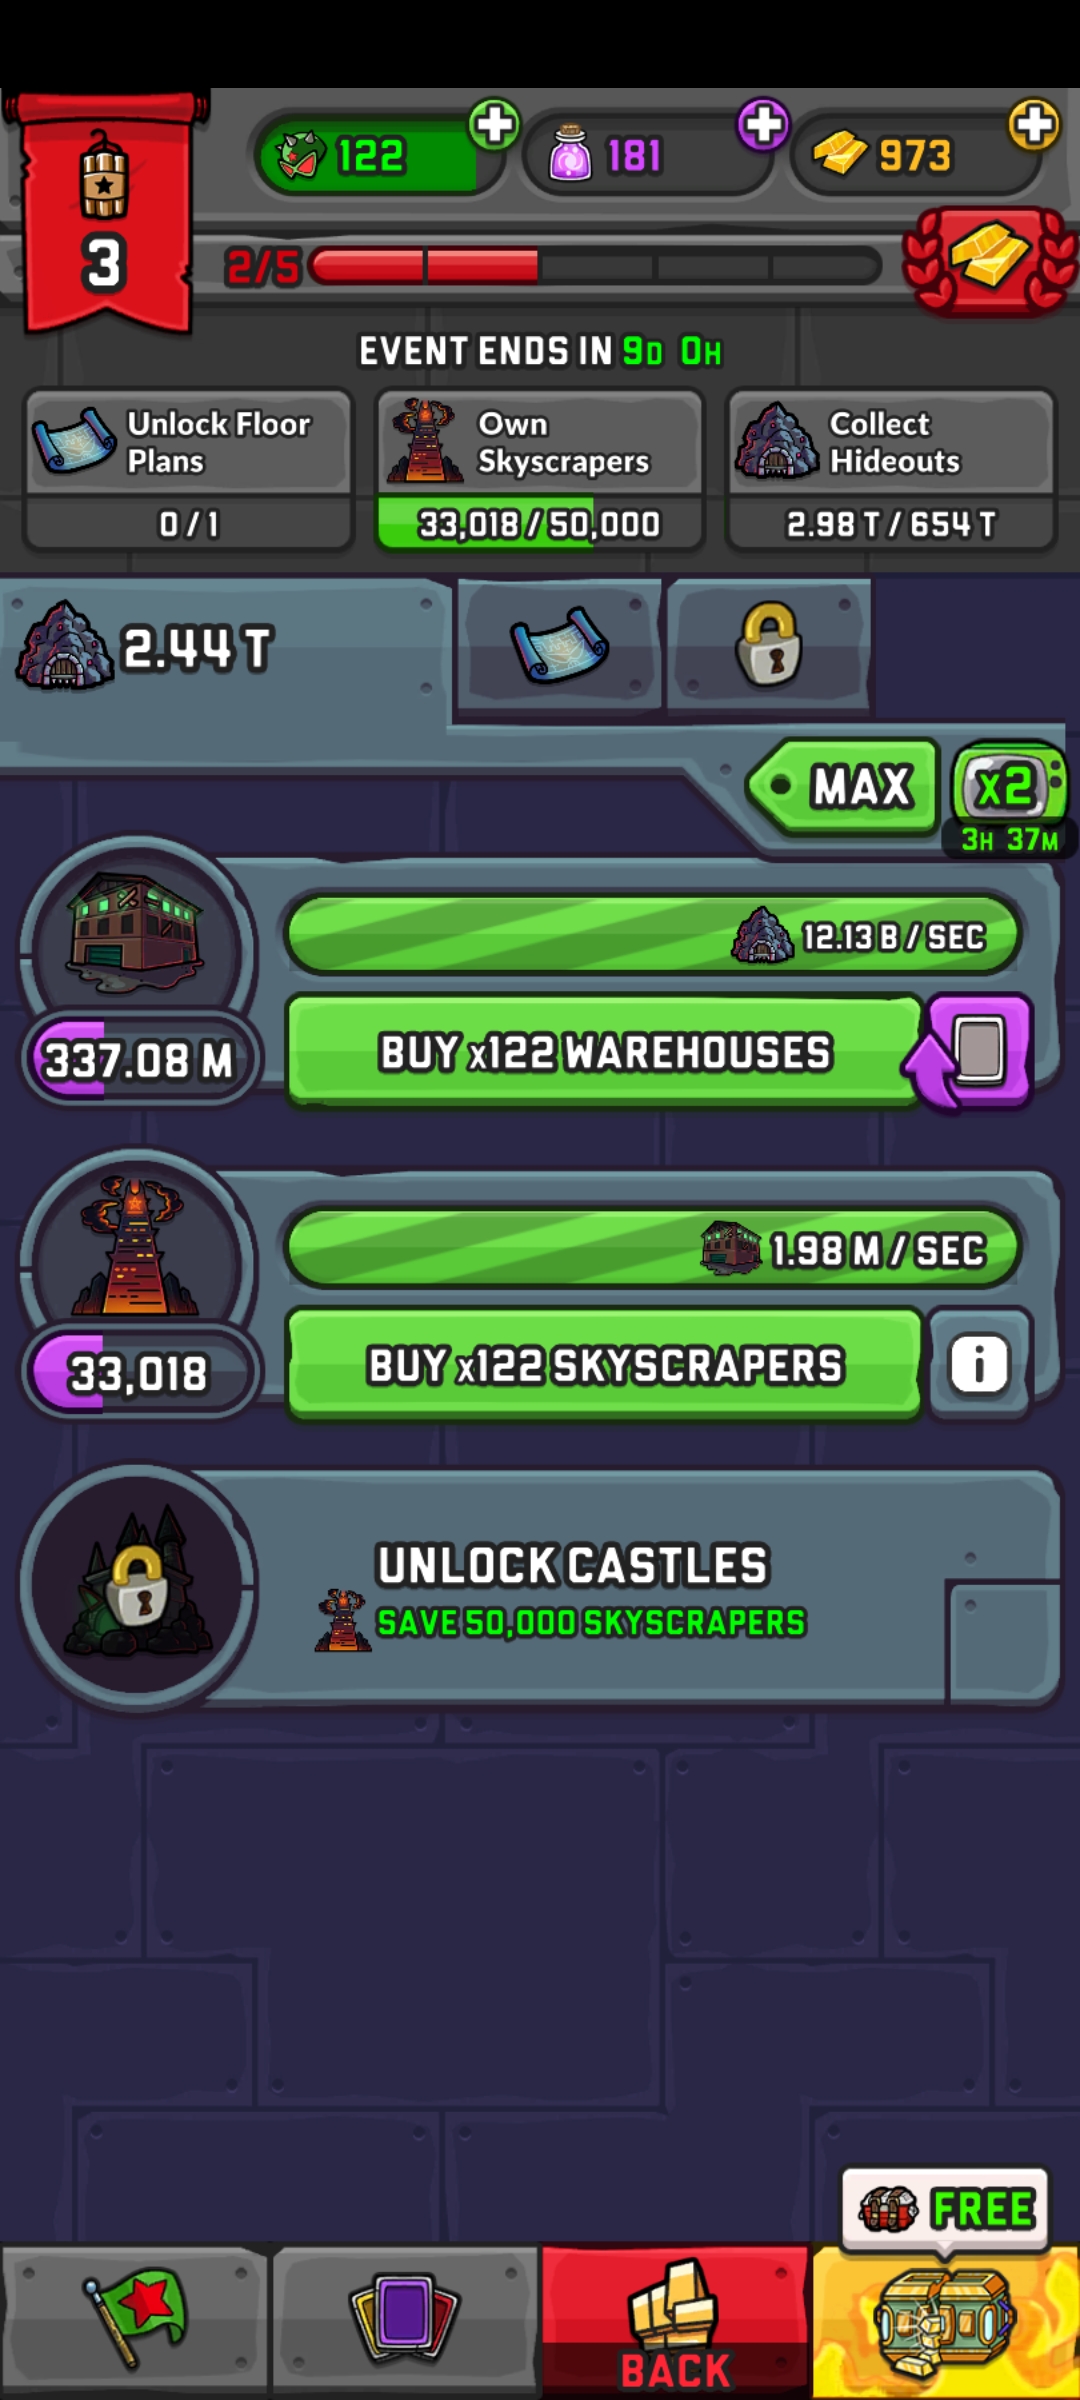 122
181
973
3
2/5
EVENT ENDS IN 9D 0H
Unlock Floor
Plans
0 / 1
Own
Skyscrapers
33,018 / 50,000
Collect
Hideouts
2.98 T / 654 T
2.44 T
MAX
x2
3H 37M
12.13 B / SEC
337.08 M
BUY x122 WAREHOUSES
1.98 M / SEC
33,018
BUY x122 SKYSCRAPERS
i
UNLOCK CASTLES
SAVE 50,000 SKYSCRAPERS
FREE
BACK